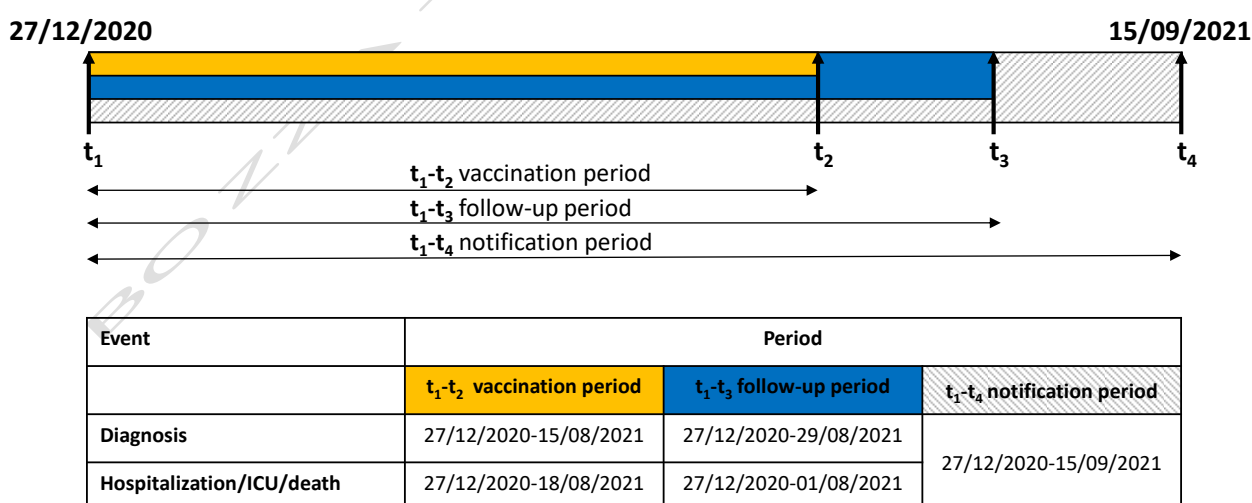 27/12/2020 15/09/2021
t1 t2 t3 t4
t1-t2 vaccination period
t1-t3 follow-up period
t1-t4 notification period
BOZZ
Event Period
t1-t2 vaccination period t1-t3 follow-up period t1-t4 notification period
Diagnosis 27/12/2020-15/08/2021 27/12/2020-29/08/2021 27/12/2020-15/09/2021
Hospitalization/ICU/death 27/12/2020-18/08/2021 27/12/2020-01/08/2021